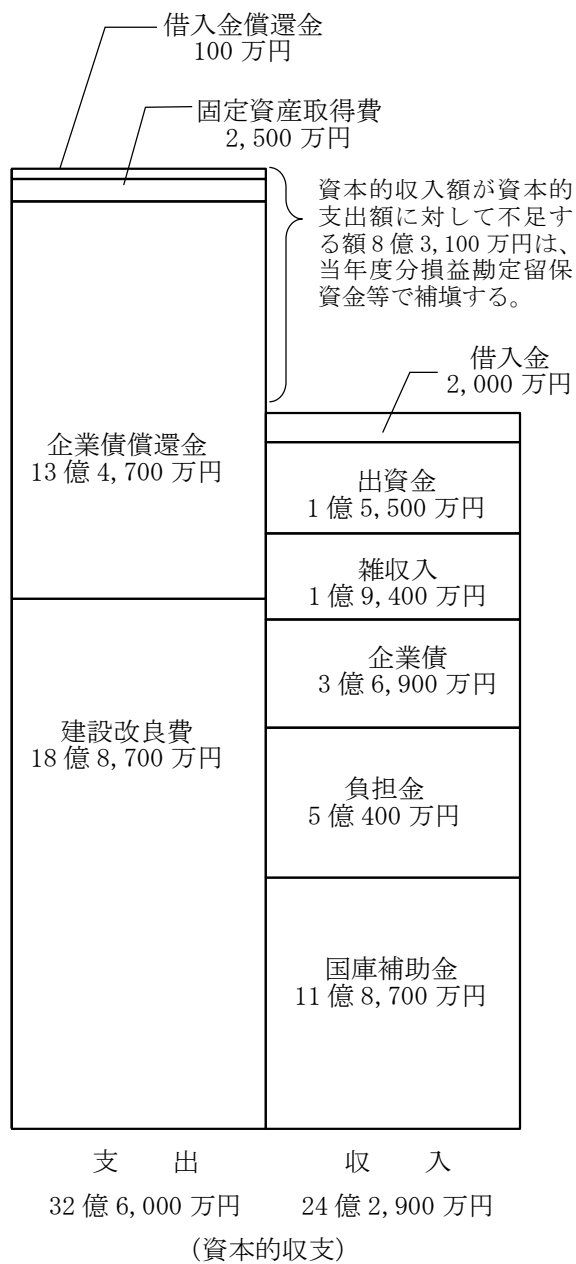 借入金償還金
100 万円
固定資産取得費
2,500 万円
資本的収入額が資本的
支出額に対して不足す
る額8億3,100万円は、
当年度分損益勘定留保
資金等で補塡する。
借入金
2,000 万円
企業債償還金
13 億 4,700 万円
出資金
1 億 5,500 万円
雑収入
1 億 9,400 万円
企業債
3 億 6,900 万円
建設改良費
18 億 8,700 万円
負担金
5 億 400 万円
国庫補助金
11 億 8,700 万円
支　出
収　入
32 億 6,000 万円
24 億 2,900 万円
（資本的収支）